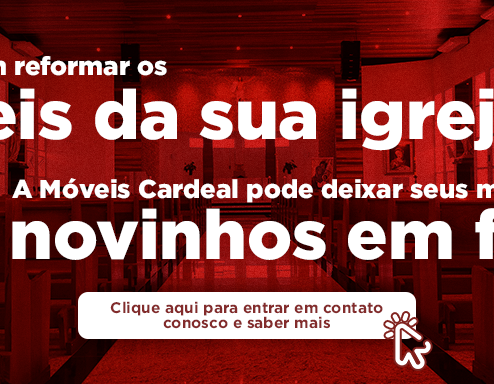 n reformar os
eis da sua igrej
A Móveis Cardeal pode deixar seus m
novinhos em f
Clique aqui para entrar em contato
conosco e saber mais